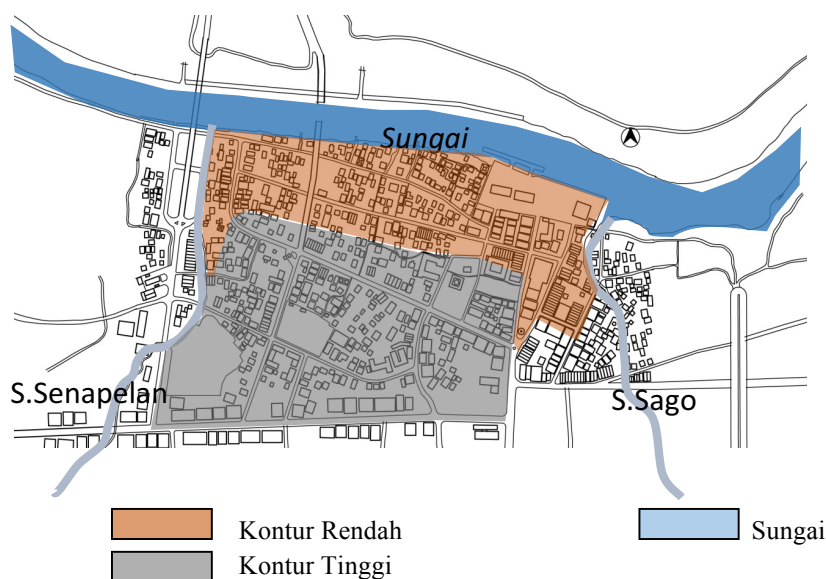 Sungai
S.Senapelan
S.Sago
Kontur Rendah
Sungai
Kontur Tinggi